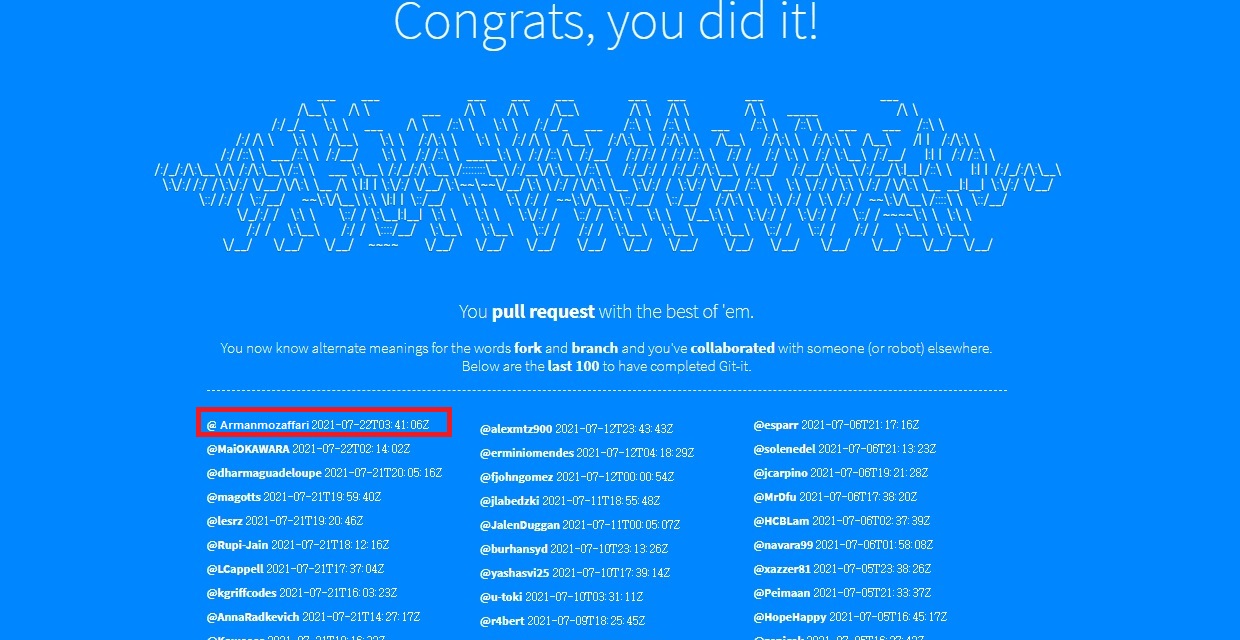 Congrats, you did it!
You pull request with the best of 'em.
You now know alternate meanings for the words fork and branch and you've collaborated with someone (or robot) elsewhere.
Below are the last 100 to have completed Git-it.
@ Armanmozaffari 2021-07-22T03:41:06Z
@MaiOKAWARA 2021-07-22T02:14:02Z
@dharmaguadeloupe 2021-07-21T20:05:16Z
@magotts 2021-07-21T19:59:40Z
@lesrz 2021-07-21T19:20:46Z
@Rupi-Jain 2021-07-21T18:12:16Z
@LCappell 2021-07-21T17:37:04Z
@kgriffcodes 2021-07-21T16:03:23Z
@AnnaRadkevich 2021-07-21T14:27:17Z
@alexmtz900 2021-07-12T23:43:43Z
@erminiomendes 2021-07-12T04:18:29Z
@fjohngomez 2021-07-12T00:00:54Z
@jlabedzki 2021-07-11T18:55:48Z
@JalenDuggan 2021-07-11T00:05:07Z
@burhansyd 2021-07-10T23:13:26Z
@yashasvi25 2021-07-10T17:39:14Z
@u-toki 2021-07-10T03:31:11Z
@r4bert 2021-07-09T18:25:45Z
@esparr 2021-07-06T21:17:16Z
@solenedel 2021-07-06T21:13:23Z
@jcarpino 2021-07-06T19:21:28Z
@MrDfu 2021-07-06T17:38:20Z
@HCBLam 2021-07-06T02:37:39Z
@navara99 2021-07-06T01:58:08Z
@xazzer81 2021-07-05T23:38:26Z
@Peimaan 2021-07-05T21:33:37Z
@HopeHappy 2021-07-05T16:45:17Z